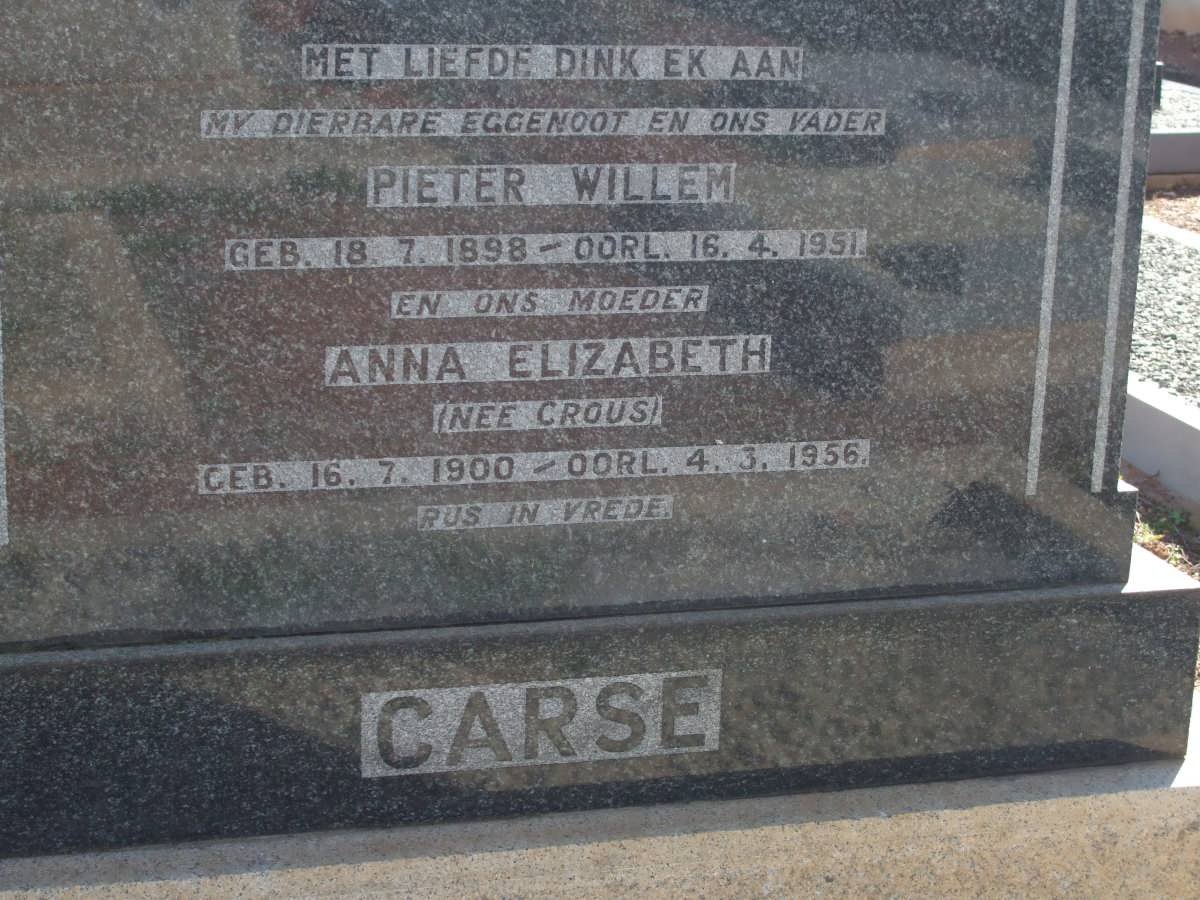 MET LIEFDE DINK EK AAN
MY DIERBARE EGGENOOT EN ONS VADER
PIETER WILLEM
GEB. 18. 7. 1898 – OORL. 16. 4. 1951.
EN ONS MOEDER
ANNA ELIZABETH
(NEE CROUS)
GEB. 16. 7. 1900 – OORL. 4. 3. 1956.
RUS IN VREDE.
CARSE